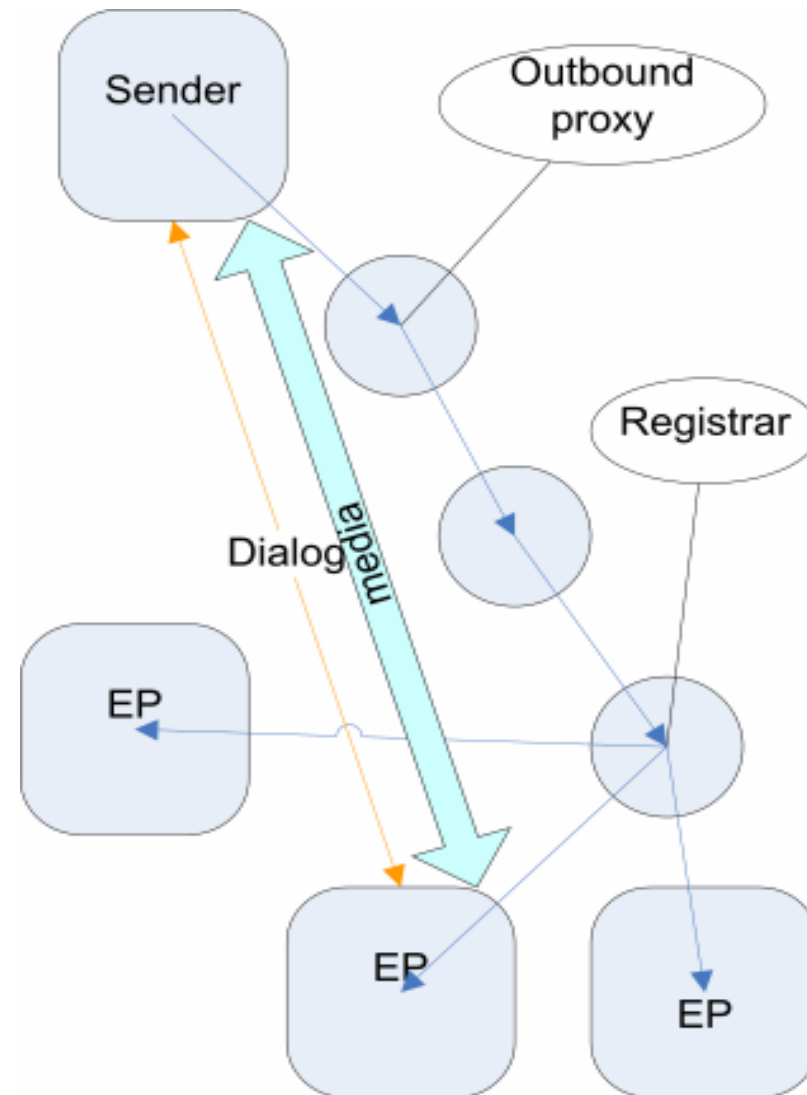 Sender
Outbound
proxy
Registrar
Dialog
media
EP
EP
EP